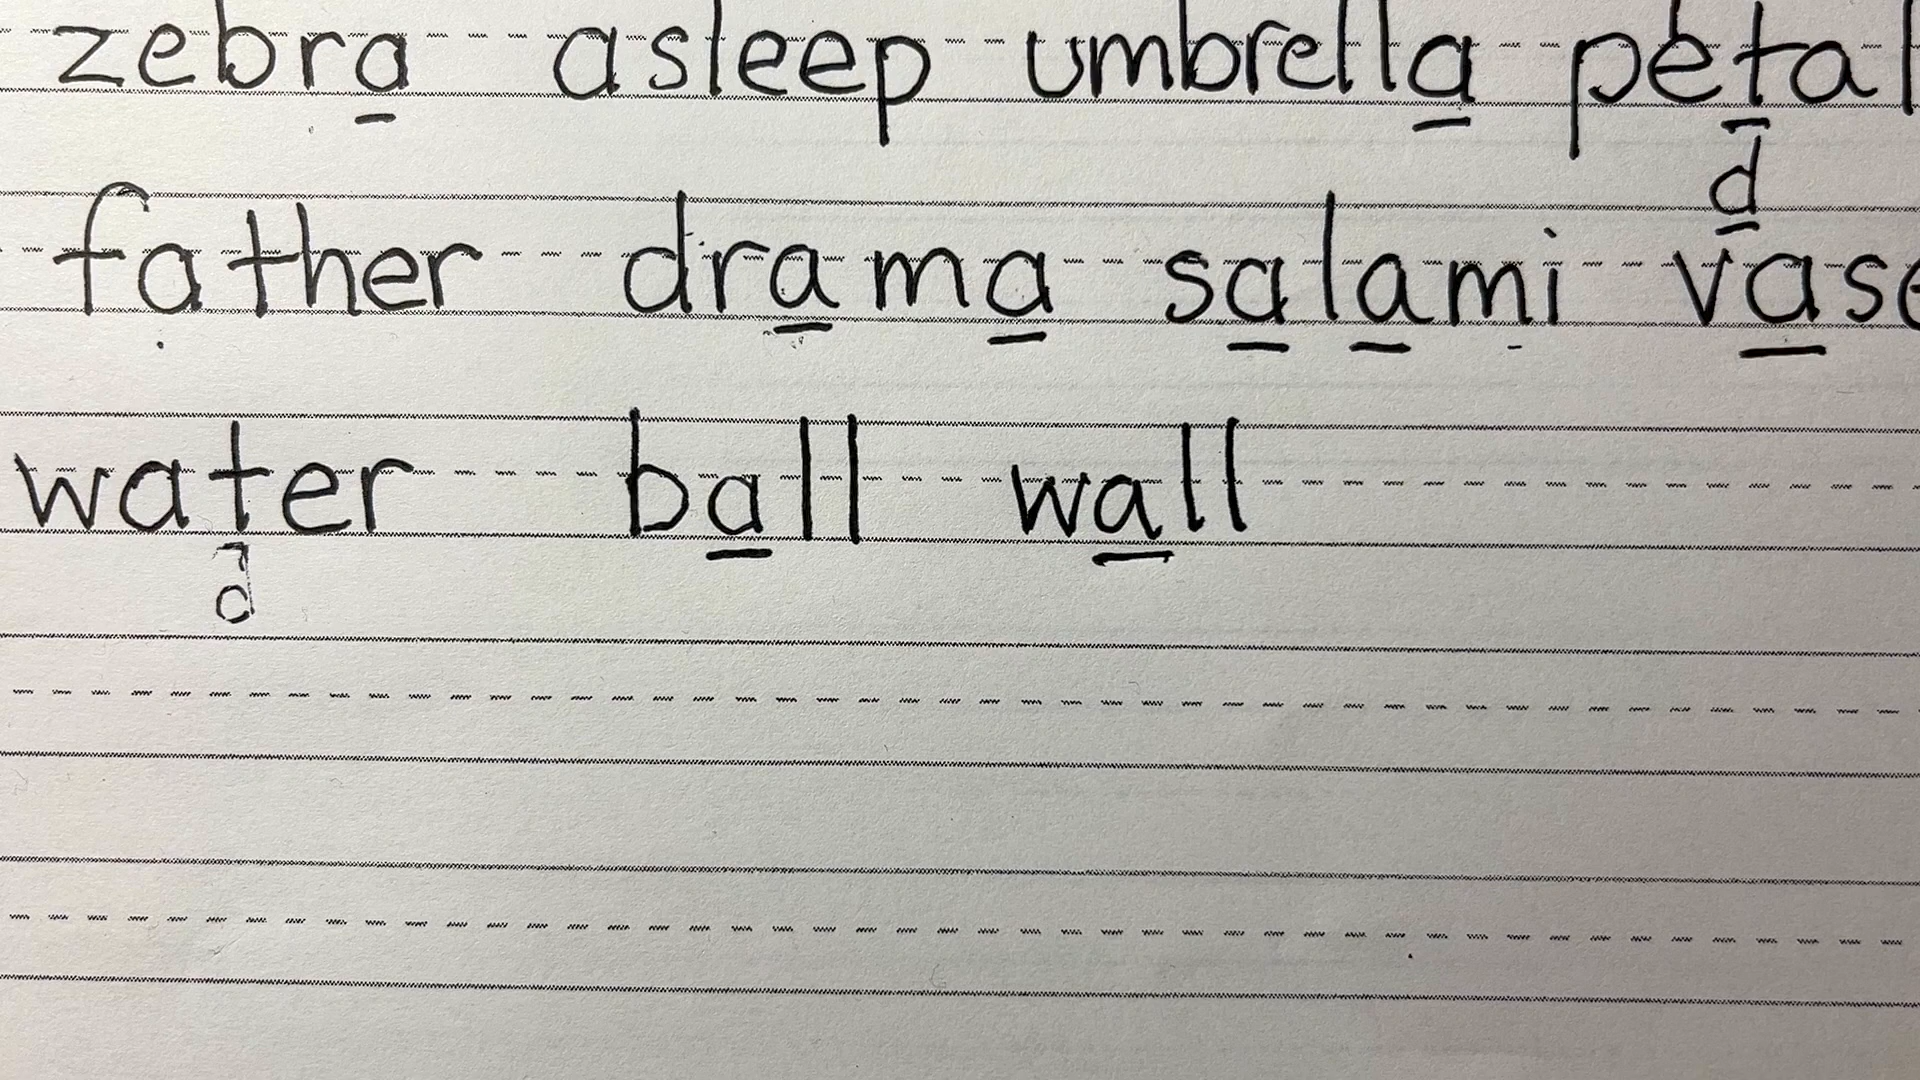 zebra asleep umbrella petal
d
father drama salami vase
water ball wall
d